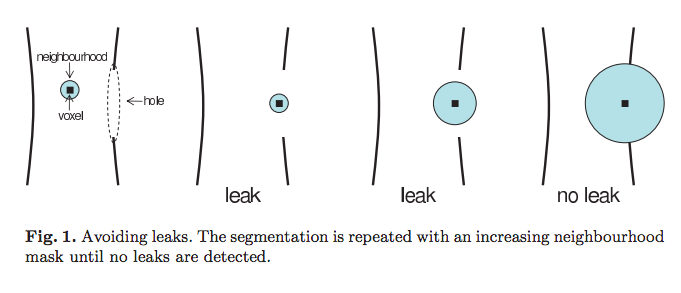 neighbourhood
voxel
hole
leak
leak
no leak
Fig. 1. Avoiding leaks. The segmentation is repeated with an increasing neighbourhood
mask until no leaks are detected.